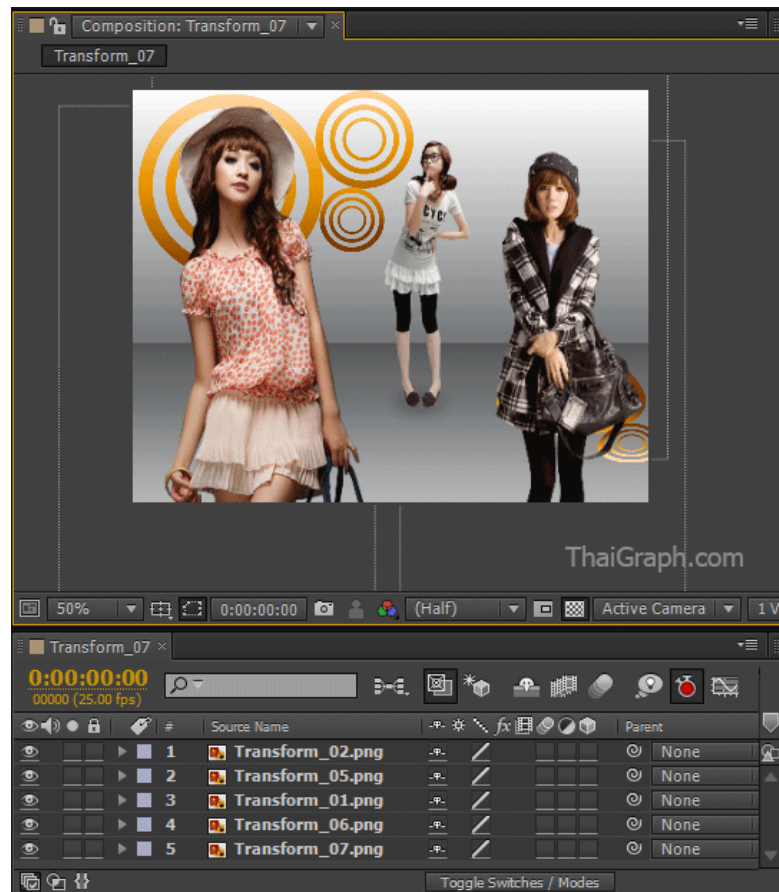 Composition: Transform_07
Transform_07
CYC
ThaiGraph.com
50% 0:00:00:00 (Half) Active Camera 1 V
Transform_07
0:00:00:00
00000 (25.00 fps)
# Source Name fx Parent
1 Transform_02.png None
2 Transform_05.png None
3 Transform_01.png None
4 Transform_06.png None
5 Transform_07.png None
Toggle Switches / Modes